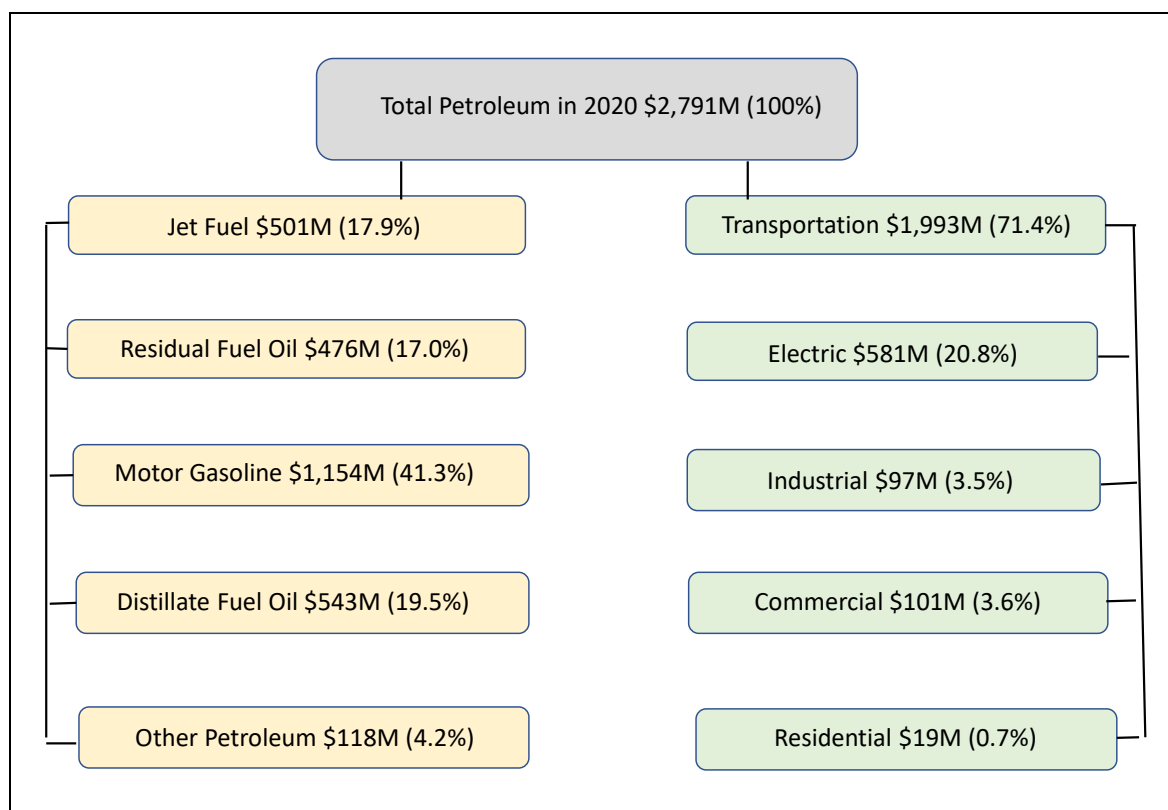 Total Petroleum in 2020 $2,791M (100%)
Jet Fuel $501M (17.9%)
Residual Fuel Oil $476M (17.0%)
Motor Gasoline $1,154M (41.3%)
Distillate Fuel Oil $543M (19.5%)
Other Petroleum $118M (4.2%)
Transportation $1,993M (71.4%)
Electric $581M (20.8%)
Industrial $97M (3.5%)
Commercial $101M (3.6%)
Residential $19M (0.7%)